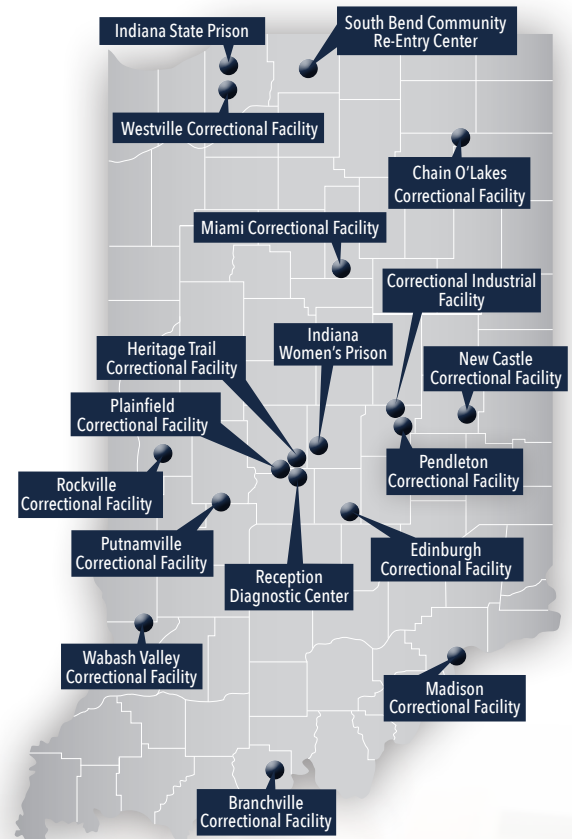 Indiana State Prison
South Bend Community
Re-Entry Center
Westville Correctional Facility
Chain O'Lakes
Correctional Facility
Miami Correctional Facility
Correctional Industrial
Facility
Indiana
Women's Prison
Heritage Trail
Correctional Facility
New Castle
Correctional Facility
Plainfield
Correctional Facility
Pendleton
Correctional Facility
Rockville
Correctional Facility
Putnamville
Correctional Facility
Edinburgh
Correctional Facility
Reception
Diagnostic Center
Wabash Valley
Correctional Facility
Madison
Correctional Facility
Branchville
Correctional Facility